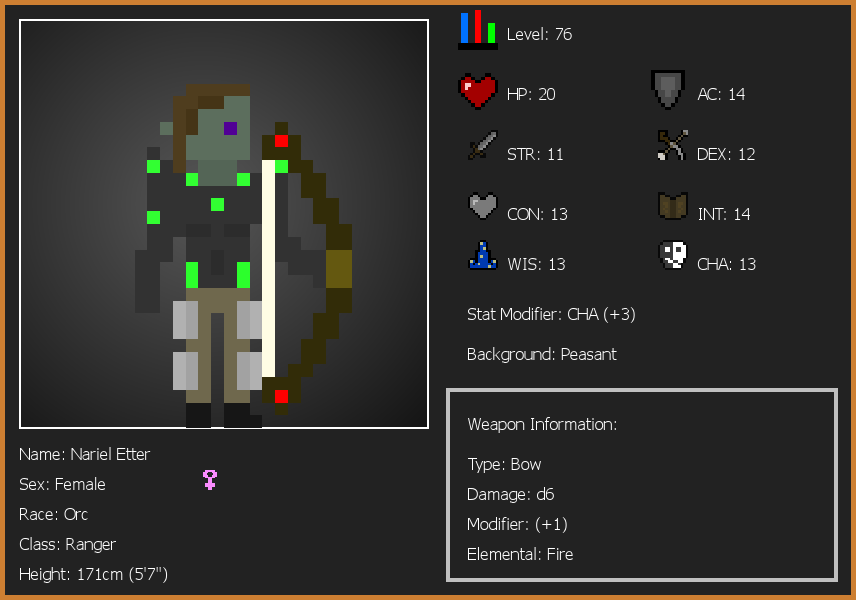 Level: 76
HP: 20
AC: 14
STR: 11
DEX: 12
CON: 13
INT: 14
WIS: 13
CHA: 13
Stat Modifier: CHA (+3)
Background: Peasant
Weapon Information:
Type: Bow
Damage: d6
Modifier: (+1)
Elemental: Fire
Name: Nariel Etter
Sex: Female
Race: Orc
Class: Ranger
Height: 171cm (5'7")